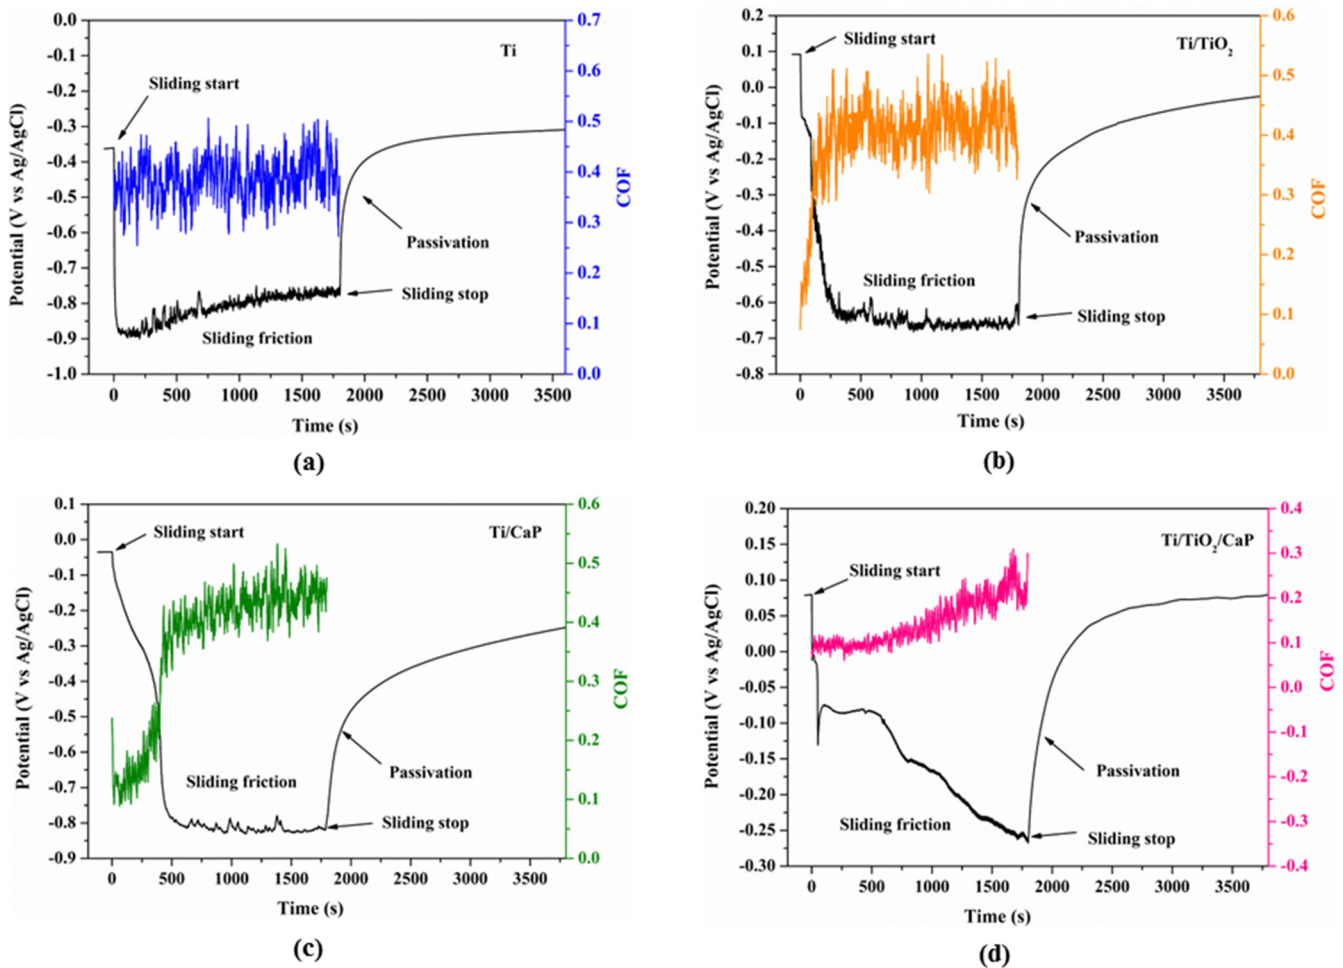 0.0
-0.1
-0.2
-0.3
-0.4
-0.5
-0.6
-0.7
-0.8
-0.9
-1.0
Potential (V vs Ag/AgCl)
Ti
Sliding start
Passivation
Sliding stop
Sliding friction
0.7
0.6
0.5
0.4
0.3
0.2
0.1
0.0
COF
0 500 1000 1500 2000 2500 3000 3500
Time (s)
(a)
0.2
0.1
0.0
-0.1
-0.2
-0.3
-0.4
-0.5
-0.6
-0.7
-0.8
Potential (V vs Ag/AgCl)
Sliding start
Ti/TiO2
Passivation
Sliding friction
Sliding stop
0.6
0.5
0.4
0.3
0.2
0.1
0.0
COF
0 500 1000 1500 2000 2500 3000 3500
Time (s)
(b)
0.1
0.0
-0.1
-0.2
-0.3
-0.4
-0.5
-0.6
-0.7
-0.8
-0.9
Potential (V vs Ag/AgCl)
Sliding start
Ti/CaP
Passivation
Sliding friction
Sliding stop
0.6
0.5
0.4
0.3
0.2
0.1
0.0
COF
0 500 1000 1500 2000 2500 3000 3500
Time (s)
(c)
0.20
0.15
0.10
0.05
0.00
-0.05
-0.10
-0.15
-0.20
-0.25
-0.30
Potential (V vs Ag/AgCl)
Ti/TiO2/CaP
Sliding start
Passivation
Sliding friction
Sliding stop
0.4
0.3
0.2
0.1
0.0
-0.1
-0.2
-0.3
-0.4
COF
0 500 1000 1500 2000 2500 3000 3500
Time (s)
(d)